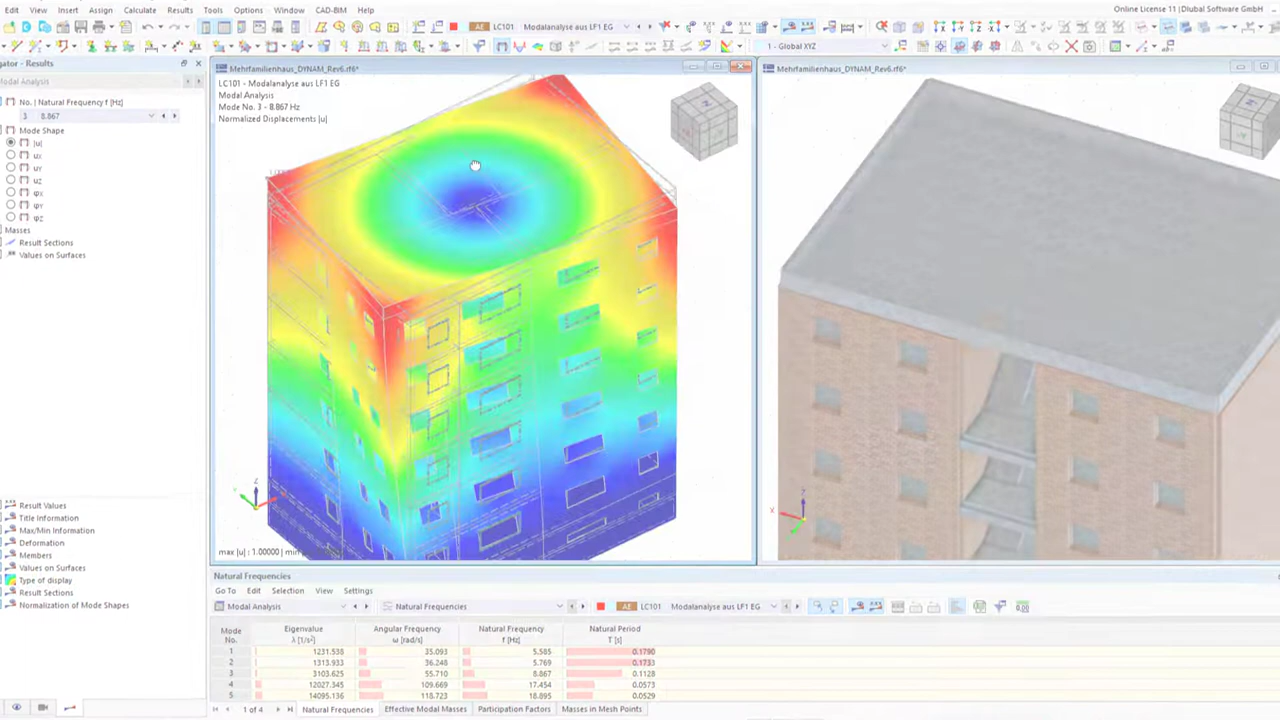 Edit View Insert Assign Calculate Results Tools Options Window CAD-BIM Help
Online License 11 | Dlubal Software GmbH
AE LC101 Modalanalyse aus LF1 EG
1 - Global XYZ
gator - Results
Modal Analysis
No. | Natural Frequency f [Hz]
3 8.867
Mode Shape
|u|
uX
uY
uZ
φX
φY
φZ
Masses
Result Sections
Values on Surfaces
Result Values
Title Information
Max/Min Information
Deformation
Members
Values on Surfaces
Type of display
Result Sections
Normalization of Mode Shapes
Mehrfamilienhaus_DYNAM_Rev6.rf6*
LC101 - Modalanalyse aus LF1 EG
Modal Analysis
Mode No. 3 - 8.867 Hz
Normalized Displacements |u|
max |u| : 1.00000 | min
Mehrfamilienhaus_DYNAM_Rev6.rf6*
-Y
X
Z
Natural Frequencies
Go To Edit Selection View Settings
Modal Analysis Natural Frequencies AE LC101 Modalanalyse aus LF1 EG
Mode Eigenvalue Angular Frequency Natural Frequency Natural Period
No. λ [1/s²] ω [rad/s] f [Hz] T [s]
1 1231.538 35.093 5.585 0.1790
2 1313.933 36.248 5.769 0.1733
3 3103.625 55.710 8.867 0.1128
4 12027.345 109.669 17.454 0.0573
5 14095.136 118.723 18.895 0.0529
1 of 4 Natural Frequencies Effective Modal Masses Participation Factors Masses in Mesh Points